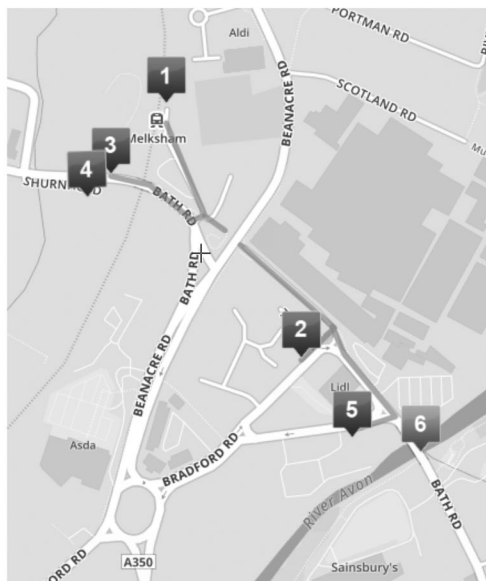 PORTMAN RD
Aldi
BEANACRE RD
SCOTLAND RD
1
Melksham
3
4
BATH RD
BATH RD
2
BEANACRE RD
Lidl
5
6
Asda
BRADFORD RD
BATH RD
River Avon
A350
Sainsbury's